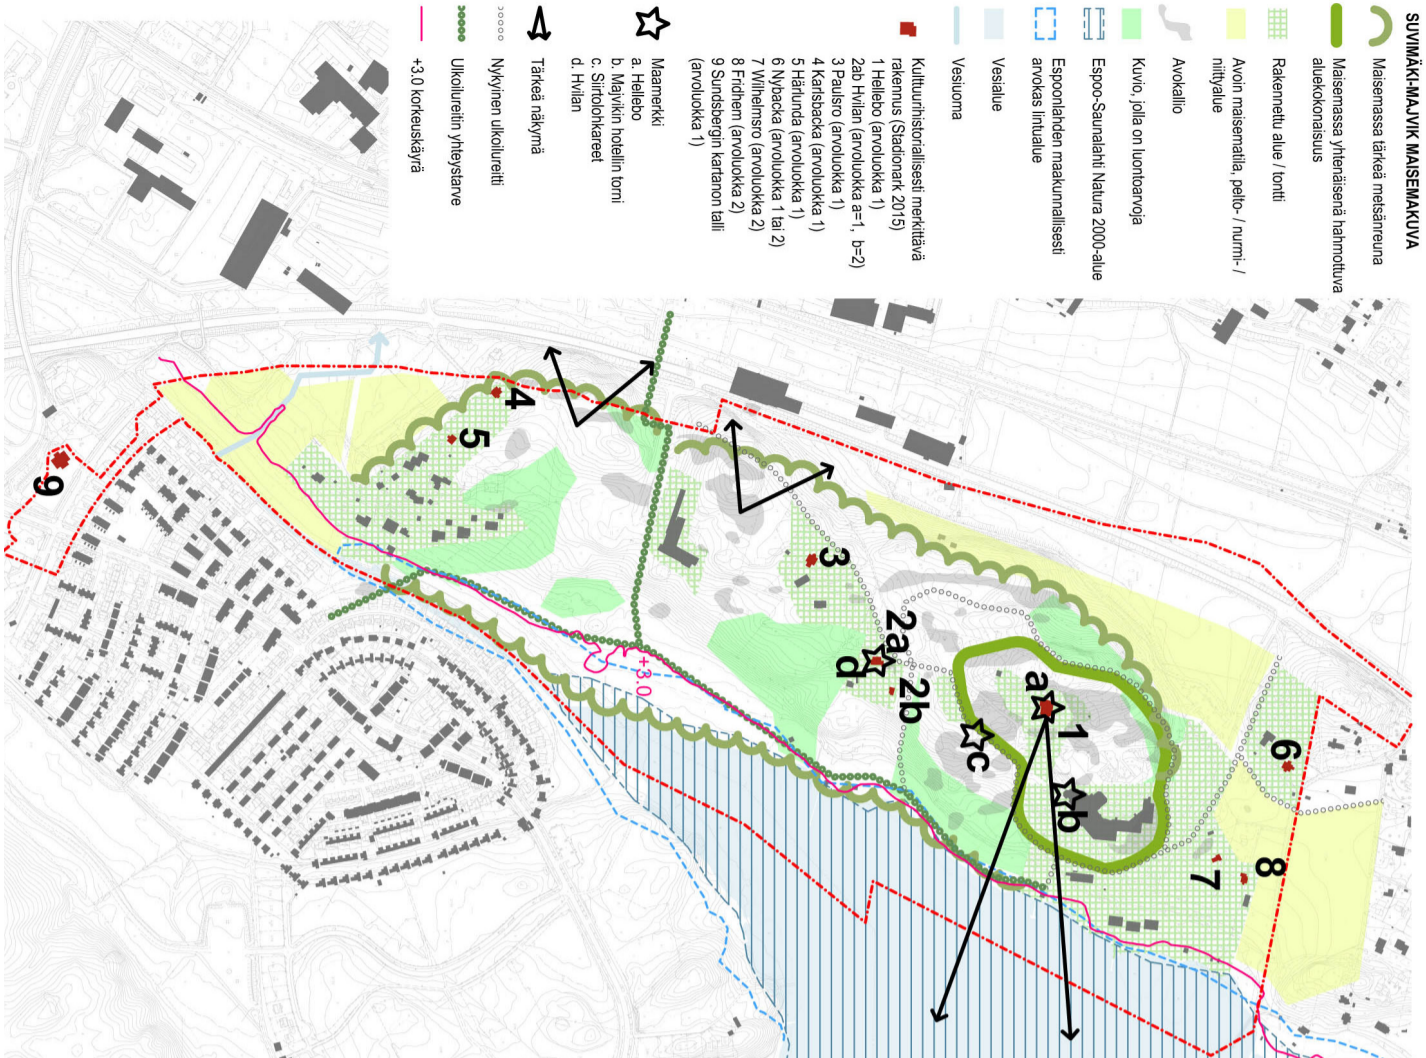 SUVIMÄKI-MAJVIK MAISEMAKUVA
Maisemassa tärkeä metsänreuna
Maisemassa yhtenäisenä hahmottuva
aluekokonaisuus
Rakennettu alue / tontti
Avoin maisematila, pelto- / nurmi- /
niittyalue
Avokallio
Kuvio, jolla on luontoarvoja
Espoo-Saunalahti Natura 2000-alue
Espoonlahden maakunnallisesti
arvokas lintualue
Vesialue
Vesiuoma
Kulttuurihistoriallisesti merkittävä
rakennus (Stadionark 2015)
1 Hellebo (arvoluokka 1)
2ab Hvilan (arvoluokka a=1, b=2)
3 Paulsro (arvoluokka 1)
4 Karlsbacka (arvoluokka 1)
5 Härlunda (arvoluokka 1)
6 Nybacka (arvoluokka 1 tai 2)
7 Wilhelmsro (arvoluokka 2)
8 Fridhem (arvoluokka 2)
9 Sundsbergin kartanon talli
(arvoluokka 1)
Maamerkki
a. Hellebo
b. Majvikin hotellin torni
c. Siirtolohkareet
d. Hvilan
Tärkeä näkymä
Nykyinen ulkoilureitti
Ulkoilureitin yhteystarve
+3.0 korkeuskäyrä
4
5
9
3
2a
d
2b
a
1
c
b
6
7
8
+3.0